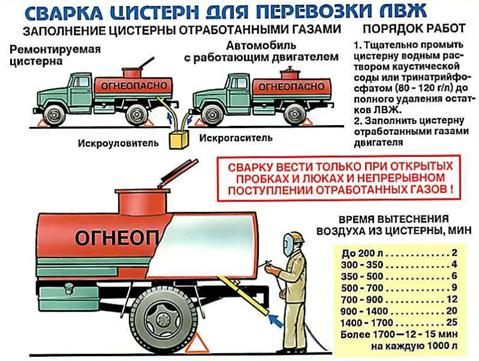 СВАРКА ЦИСТЕРН ДЛЯ ПЕРЕВОЗКИ ЛВЖ
ЗАПОЛНЕНИЕ ЦИСТЕРНЫ ОТРАБОТАННЫМИ ГАЗАМИ
Ремонтируемая
цистерна
Автомобиль
с работающим двигателем
ОГНЕОПАСНО
ОГНЕОПАСНО
Искроуловитель
Искрогаситель
ПОРЯДОК РАБОТ
1. Тщательно промыть
цистерну водным рас-
твором каустической
соды или тринатрийфо-
сфатом (80 - 120 г/л) до
полного удаления остат-
ков ЛВЖ.
2. Заполнить цистерну
отработанными газами
двигателя
СВАРКУ ВЕСТИ ТОЛЬКО ПРИ ОТКРЫТЫХ
ПРОБКАХ И ЛЮКАХ И НЕПРЕРЫВНОМ
ПОСТУПЛЕНИИ ОТРАБОТАННЫХ ГАЗОВ !
ОГНЕОП
ВРЕМЯ ВЫТЕСНЕНИЯ
ВОЗДУХА ИЗ ЦИСТЕРНЫ, МИН
До 200 л 2
300 - 350 4
350 - 500 6
500 - 700 9
700 - 900 12
900 - 1400 20
1400 - 1700 25
Более 1700—12 - 15 мин
на каждую 1000 л